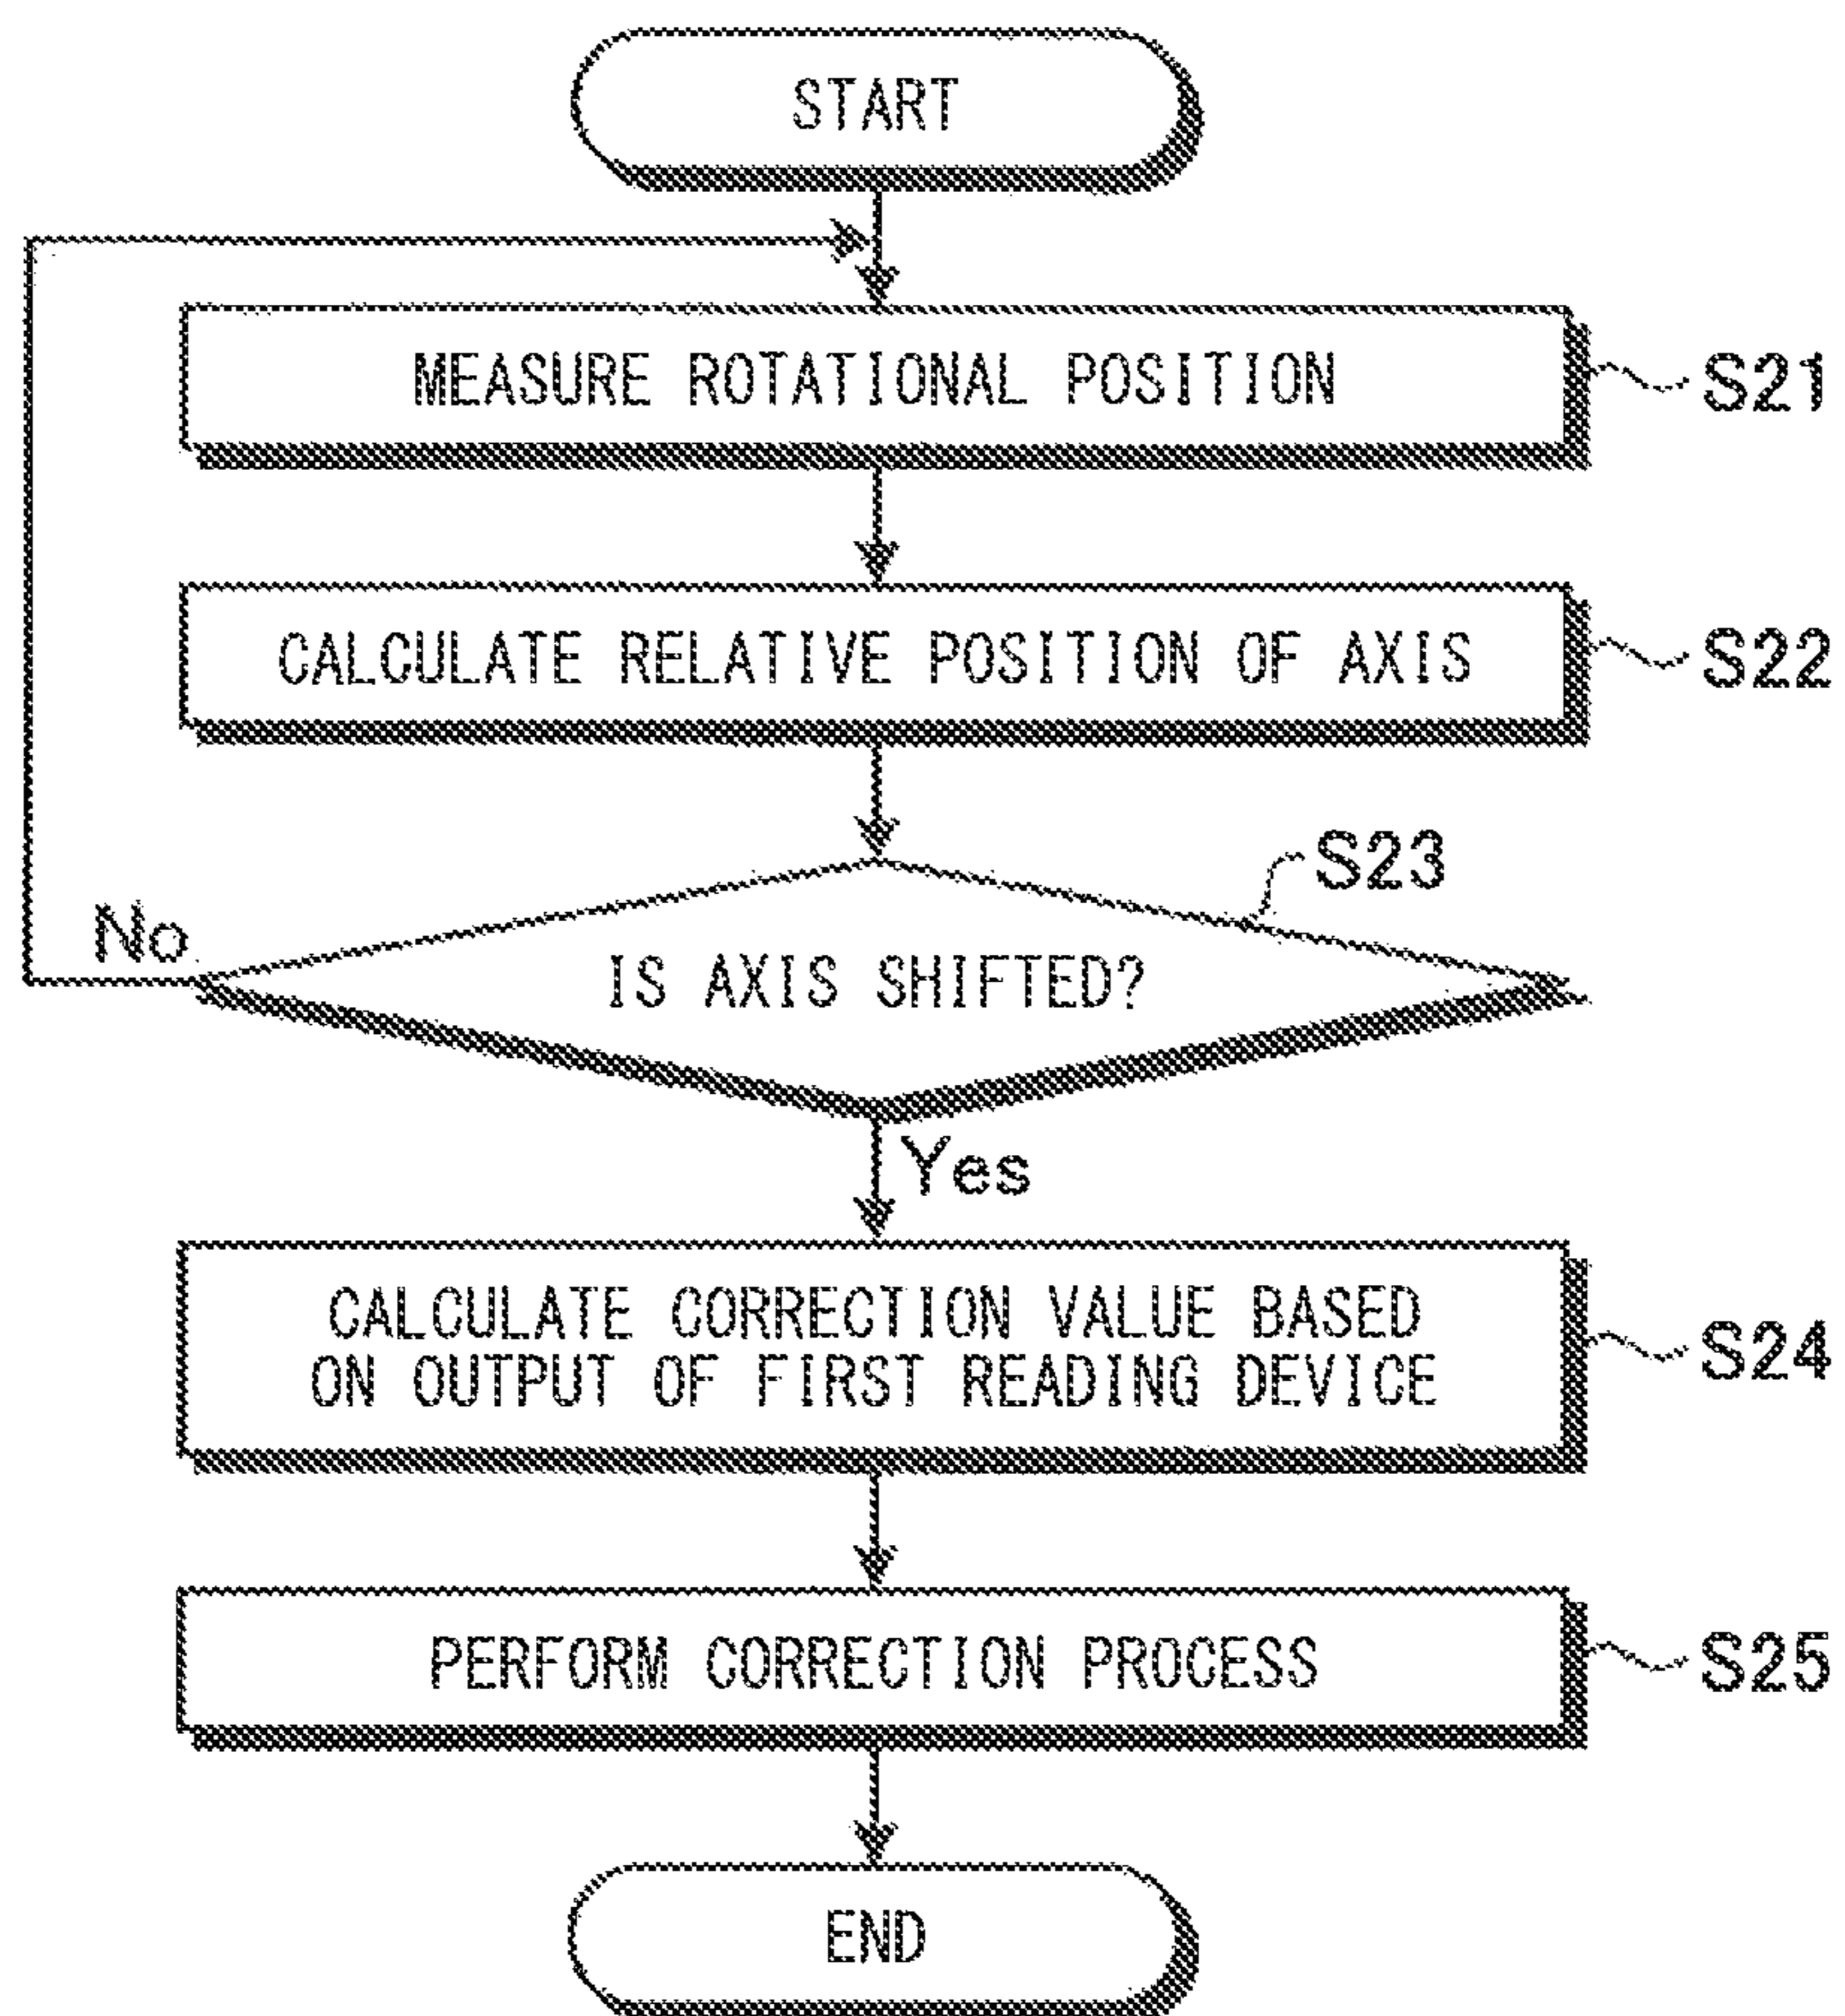 START
MEASURE ROTATIONAL POSITION
S21
CALCULATE RELATIVE POSITION OF AXIS
S22
S23
No
IS AXIS SHIFTED?
Yes
CALCULATE CORRECTION VALUE BASED
ON OUTPUT OF FIRST READING DEVICE
S24
PERFORM CORRECTION PROCESS
S25
END